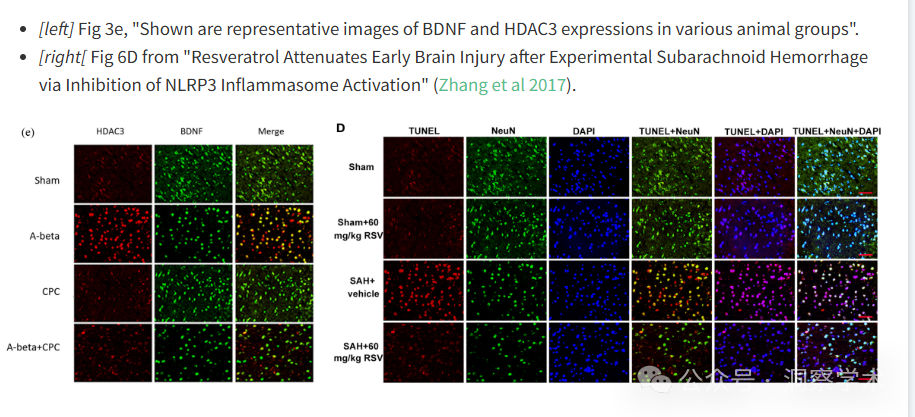 [left] Fig 3e, "Shown are representative images of BDNF and HDAC3 expressions in various animal groups".
[right[ Fig 6D from "Resveratrol Attenuates Early Brain Injury after Experimental Subarachnoid Hemorrhage
via Inhibition of NLRP3 Inflammasome Activation" (Zhang et al 2017).
(e)
HDAC3 BDNF Merge
Sham
A-beta
CPC
A-beta+CPC
D
TUNEL NeuN DAPI TUNEL+NeuN TUNEL+DAPI TUNEL+NeuN+DAPI
Sham
Sham+60
mg/kg RSV
SAH+
vehicle
SAH+60
mg/kg RSV
公众号 · 洞察学术